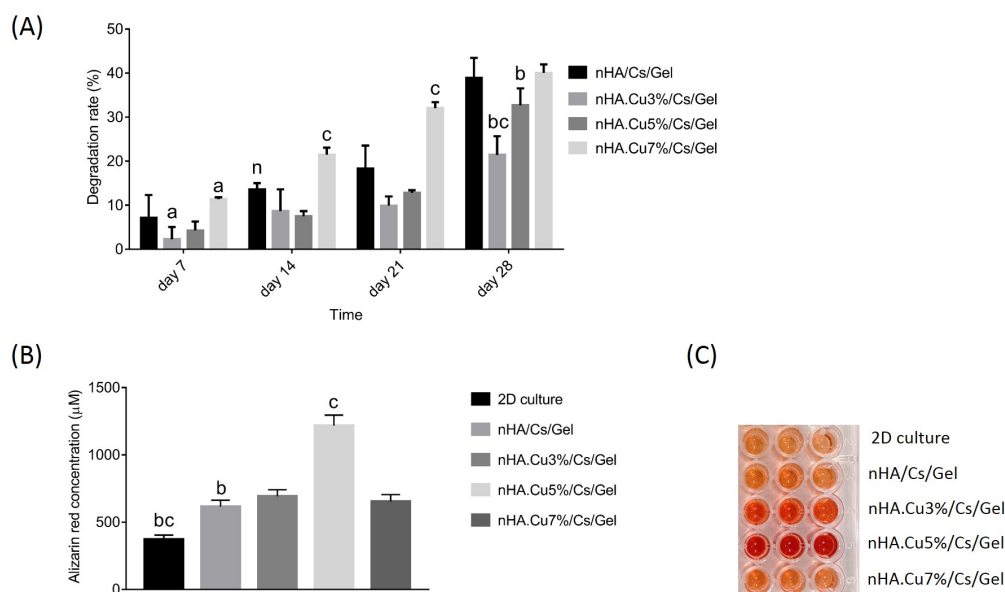 (A)
Degradation rate (%)
50
40
30
20
10
0
a
a
n
c
c
bc
b
day 7
day 14
day 21
day 28
Time
nHA/Cs/Gel
nHA.Cu3%/Cs/Gel
nHA.Cu5%/Cs/Gel
nHA.Cu7%/Cs/Gel
(B)
Alizarin red concentration (μM)
1500
1000
500
0
bc
b
c
2D culture
nHA/Cs/Gel
nHA.Cu3%/Cs/Gel
nHA.Cu5%/Cs/Gel
nHA.Cu7%/Cs/Gel
(C)
2D culture
nHA/Cs/Gel
nHA.Cu3%/Cs/Gel
nHA.Cu5%/Cs/Gel
nHA.Cu7%/Cs/Gel